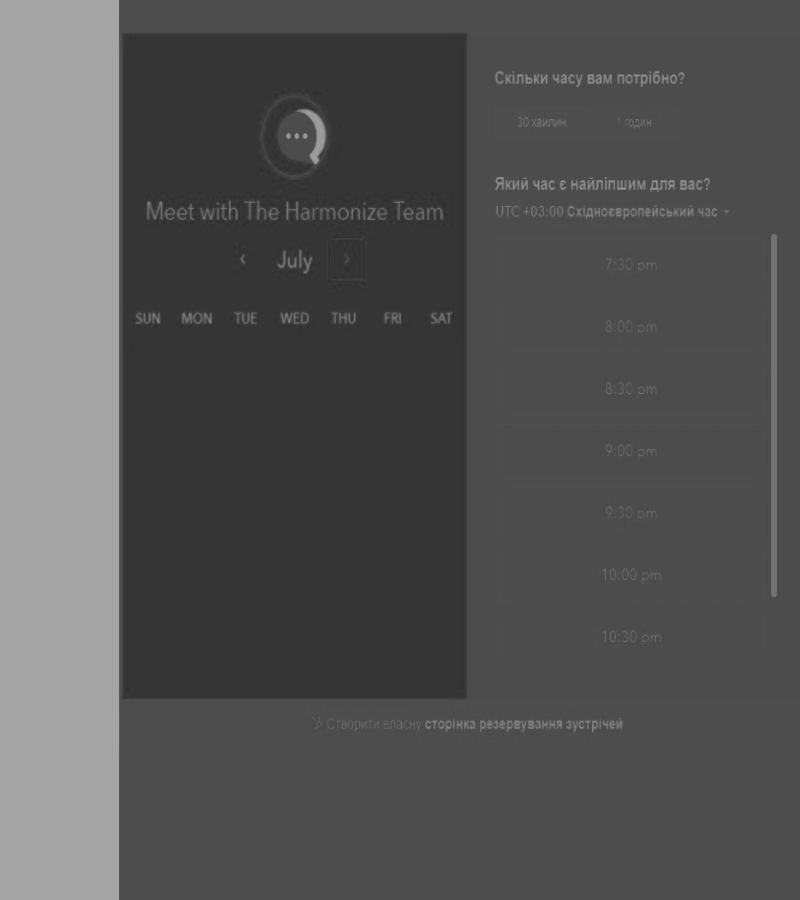 Meet with The Harmonize Team
‹ July ›
SUN MON TUE WED THU FRI SAT
Скільки часу вам потрібно?
30 хвилин 1 годин
Який час є найліпшим для вас?
UTC +03:00 Східноєвропейський час
7:30 pm
8:00 pm
8:30 pm
9:00 pm
9:30 pm
10:00 pm
10:30 pm
Створити власну сторінка резервування зустрічей